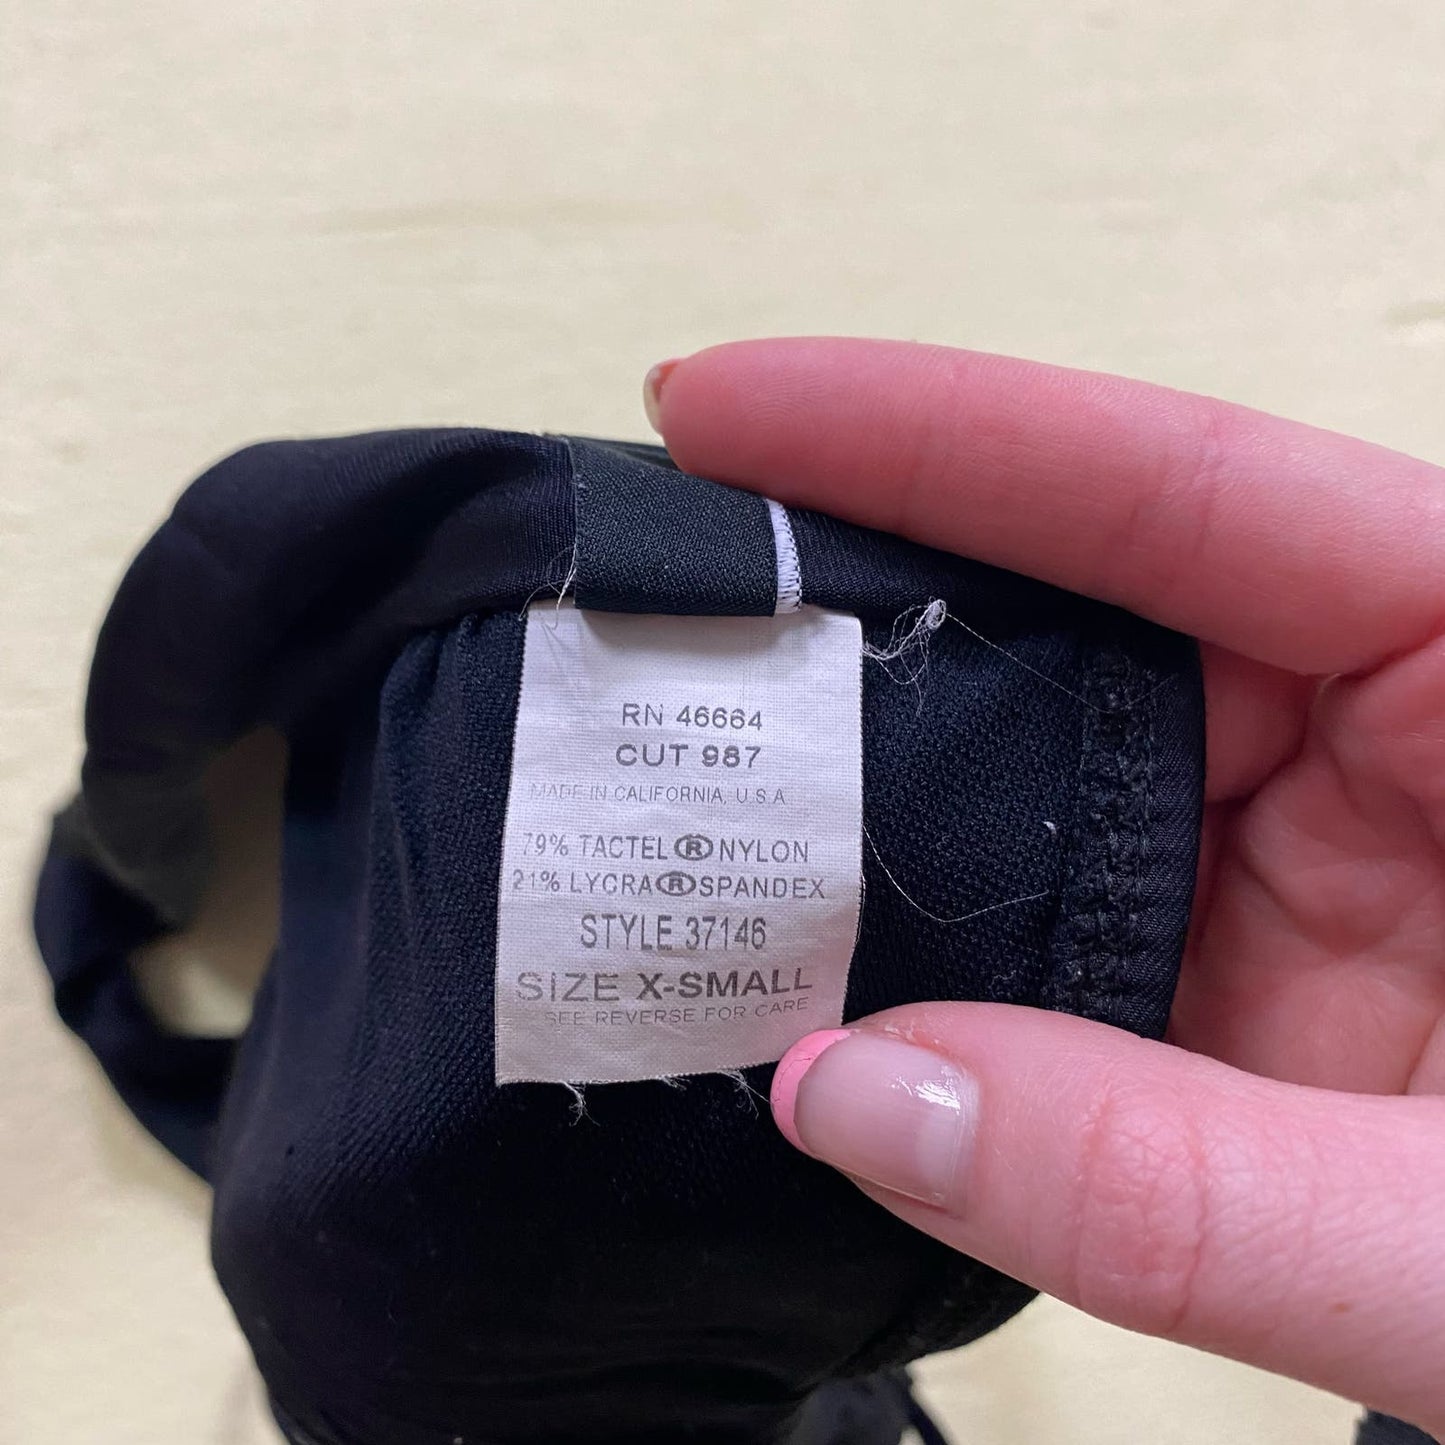 RN 46664
CUT 987
MADE IN CALIFORNIA, U.S.A
79% TACTEL®NYLON
21% LYCRA®SPANDEX
STYLE 37146
SIZE X-SMALL
SEE REVERSE FOR CARE